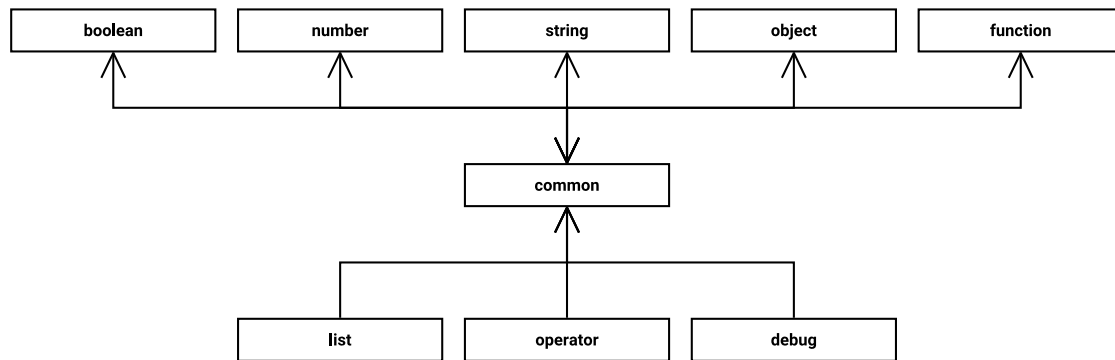 boolean
number
string
object
function
common
list
operator
debug